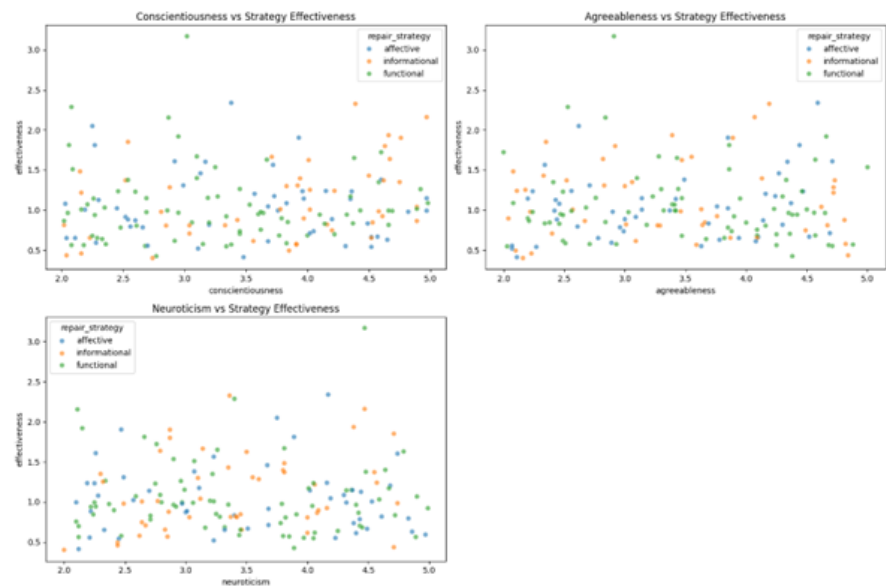 Conscientiousness vs Strategy Effectiveness
repair_strategy
affective
informational
functional
effectiveness
3.0
2.5
2.0
1.5
1.0
0.5
2.0 2.5 3.0 3.5 4.0 4.5 5.0
conscientiousness
Agreeableness vs Strategy Effectiveness
repair_strategy
affective
informational
functional
effectiveness
3.0
2.5
2.0
1.5
1.0
0.5
2.0 2.5 3.0 3.5 4.0 4.5 5.0
agreeableness
Neuroticism vs Strategy Effectiveness
repair_strategy
affective
informational
functional
effectiveness
3.0
2.5
2.0
1.5
1.0
0.5
2.0 2.5 3.0 3.5 4.0 4.5 5.0
neuroticism